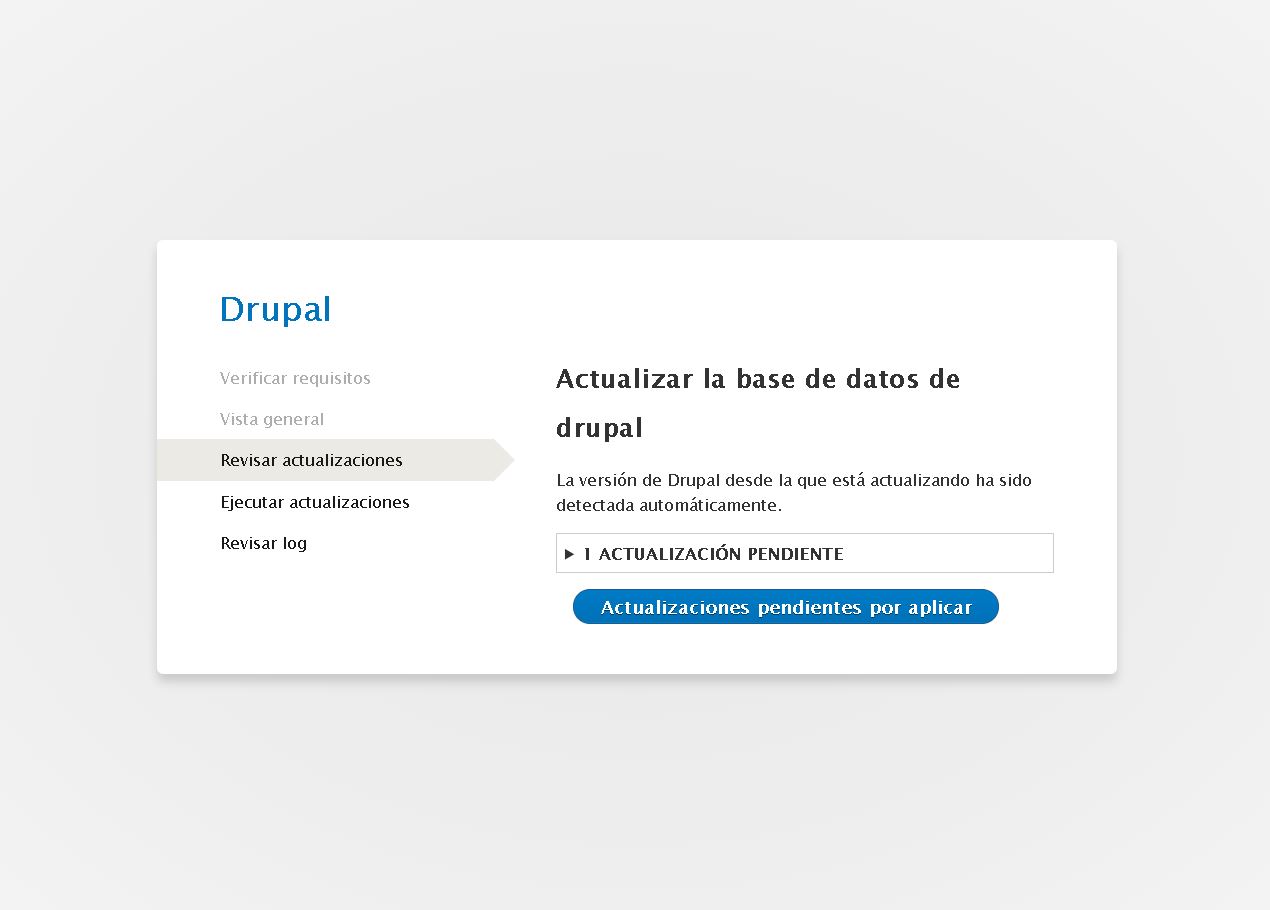 Drupal
Verificar requisitos
Vista general
Revisar actualizaciones
Ejecutar actualizaciones
Revisar log
Actualizar la base de datos de
drupal
La versión de Drupal desde la que está actualizando ha sido
detectada automáticamente.
1 ACTUALIZACIÓN PENDIENTE
Actualizaciones pendientes por aplicar